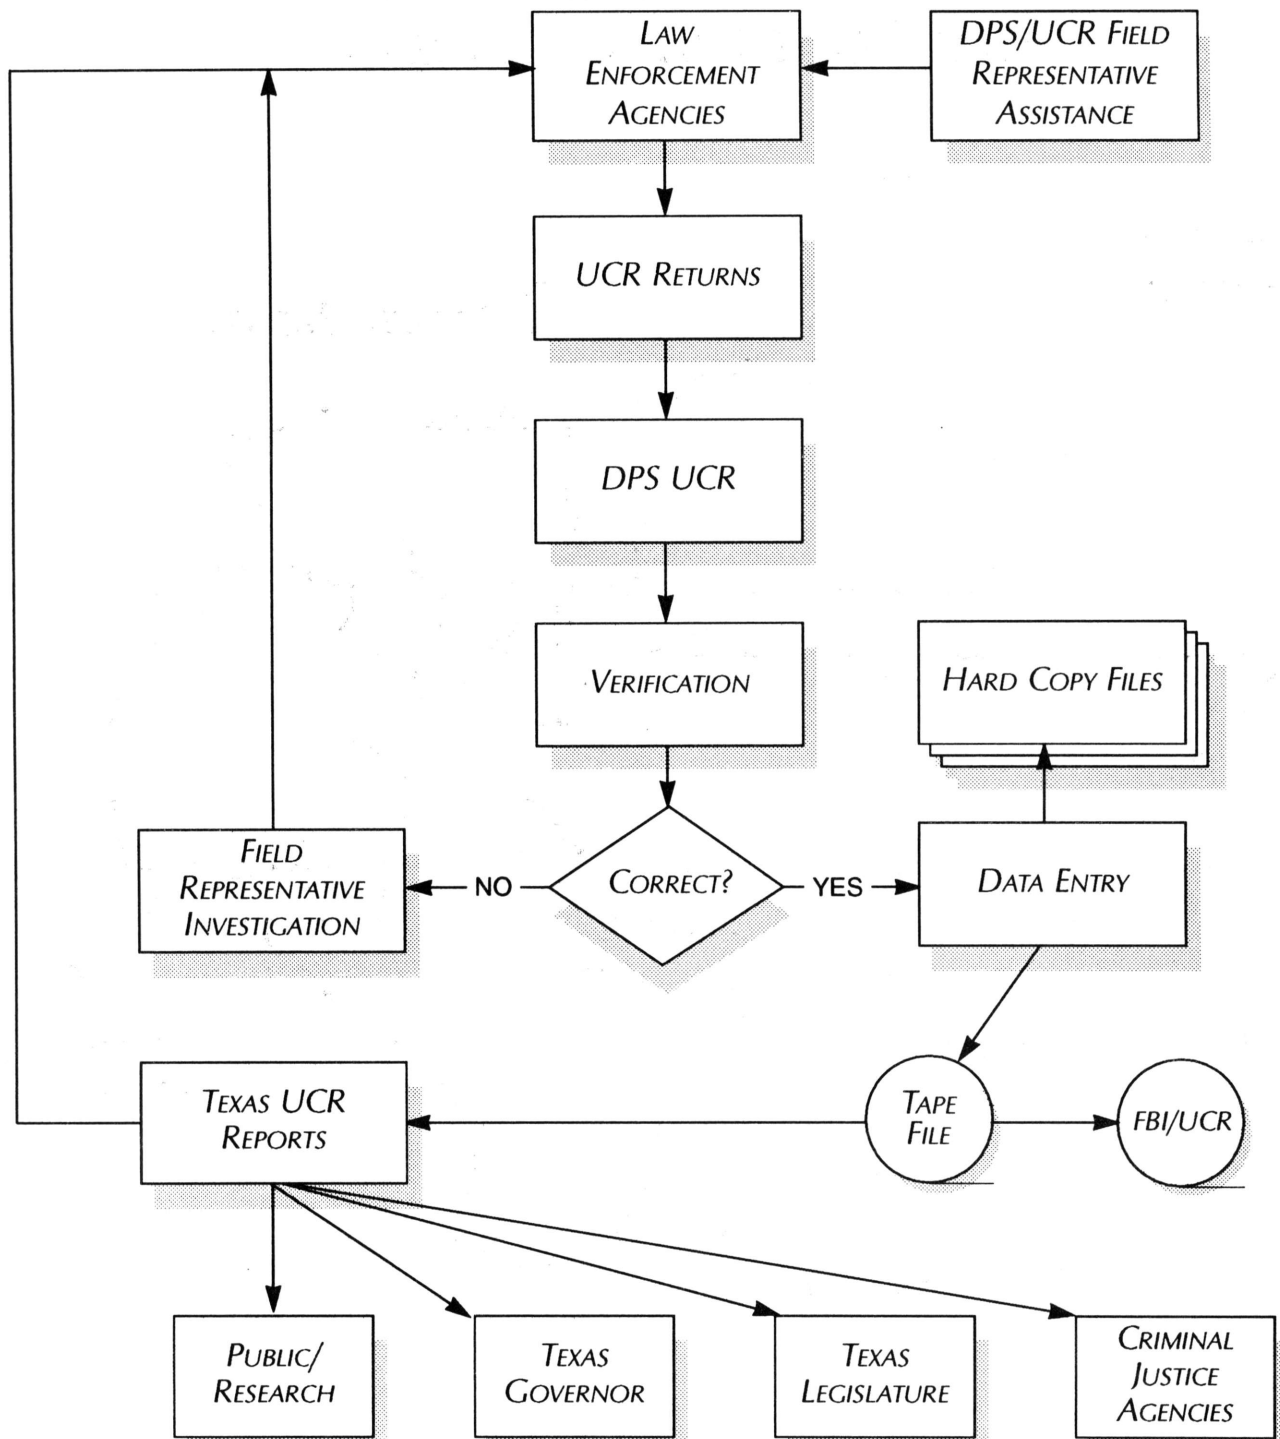 LAW
ENFORCEMENT
AGENCIES
DPS/UCR FIELD
REPRESENTATIVE
ASSISTANCE
UCR RETURNS
DPS UCR
VERIFICATION
HARD COPY FILES
FIELD
REPRESENTATIVE
INVESTIGATION
NO
CORRECT?
YES
DATA ENTRY
TEXAS UCR
REPORTS
TAPE
FILE
FBI/UCR
PUBLIC/
RESEARCH
TEXAS
GOVERNOR
TEXAS
LEGISLATURE
CRIMINAL
JUSTICE
AGENCIES